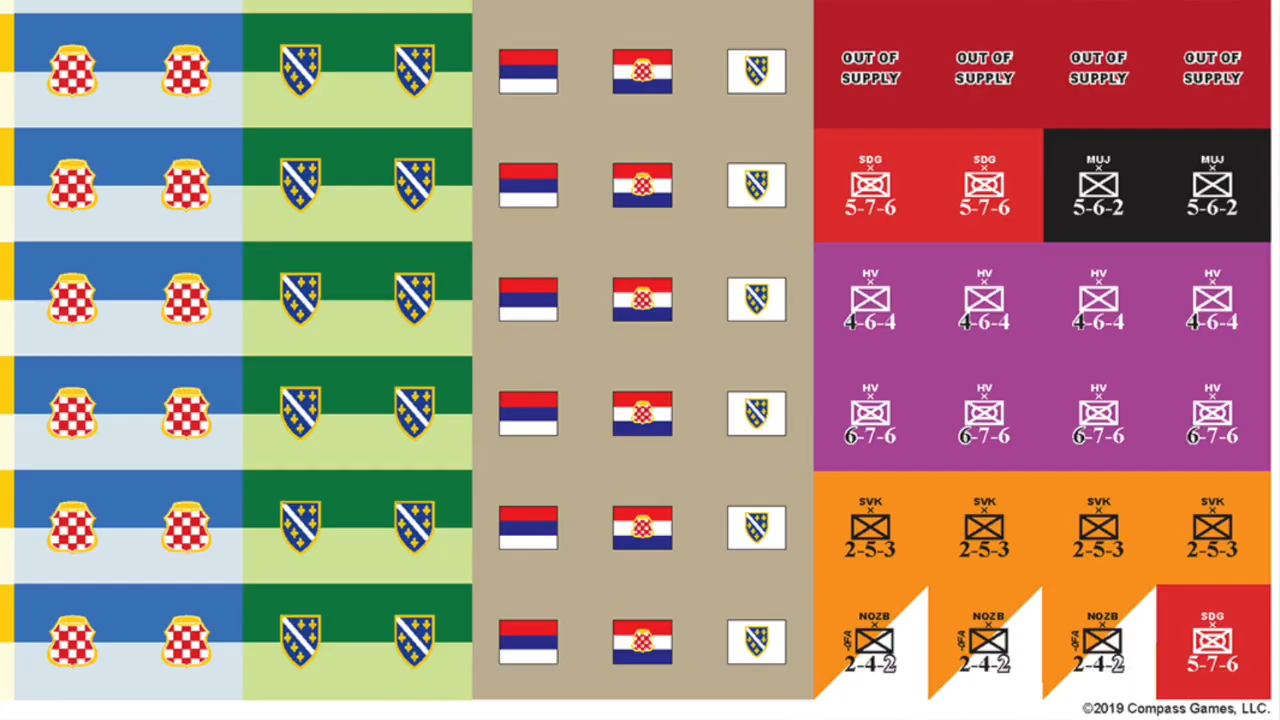 OUT OF OUT OF OUT OF OUT OF
SUPPLY SUPPLY SUPPLY SUPPLY
SDG SDG MUJ MUJ
5-7-6 5-7-6 5-6-2 5-6-2
HV HV HV HV
4-6-4 4-6-4 4-6-4 4-6-4
HV HV HV HV
6-7-6 6-7-6 6-7-6 6-7-6
SVK SVK SVK SVK
2-5-3 2-5-3 2-5-3 2-5-3
NOZB NOZB NOZB SDG
-OFA -OFA -OFA
2-4-2 2-4-2 2-4-2 5-7-6
©2019 Compass Games, LLC.